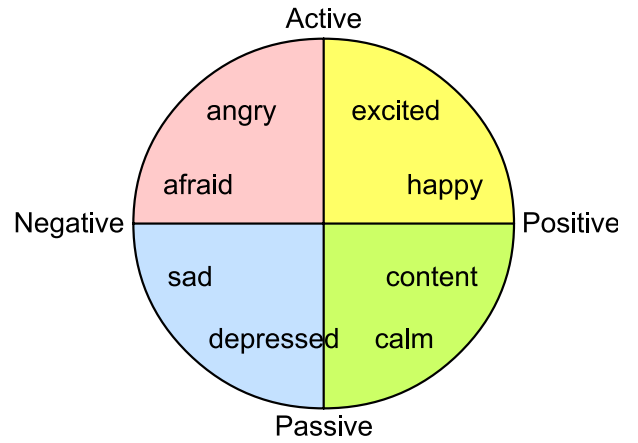 Active
angry excited
afraid happy
Negative Positive
sad content
depressed calm
Passive